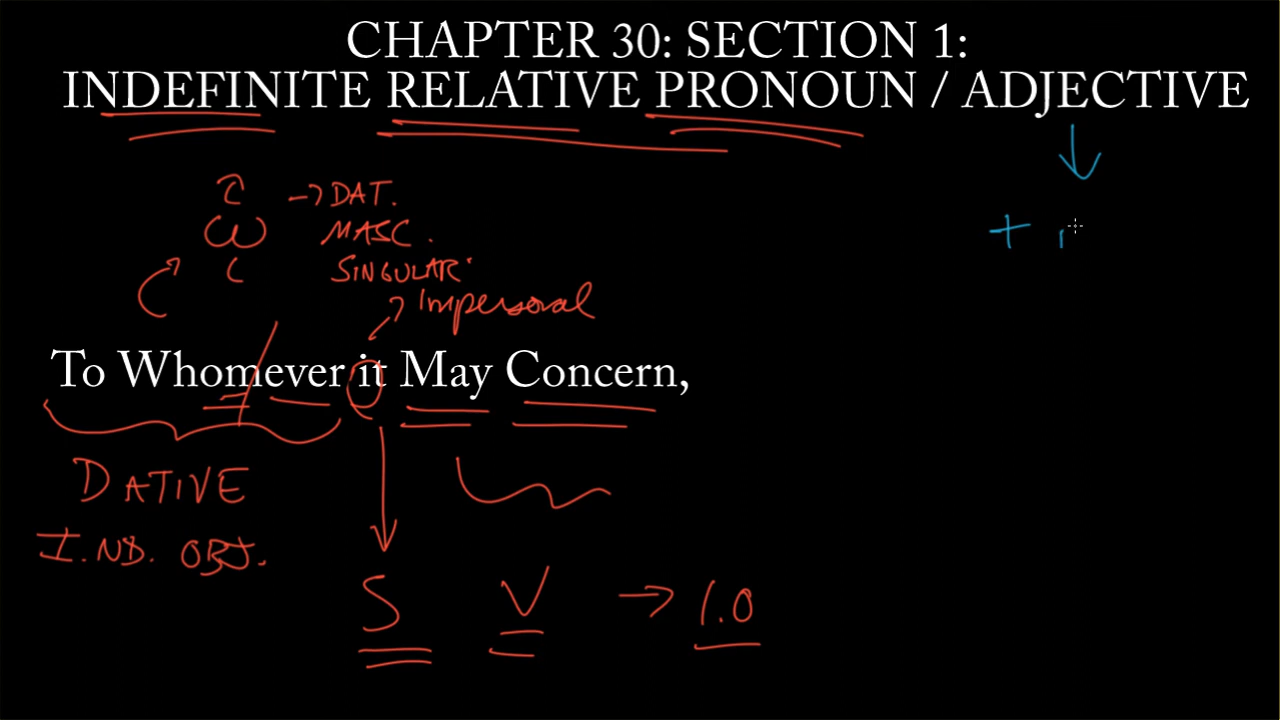 CHAPTER 30: SECTION 1:
INDEFINITE RELATIVE PRONOUN / ADJECTIVE
→ DAT.
ω MASC.
SINGULAR
→ Impersonal
+
To Whomever it May Concern,
DATIVE
IND. OBJ.
S V → I.O